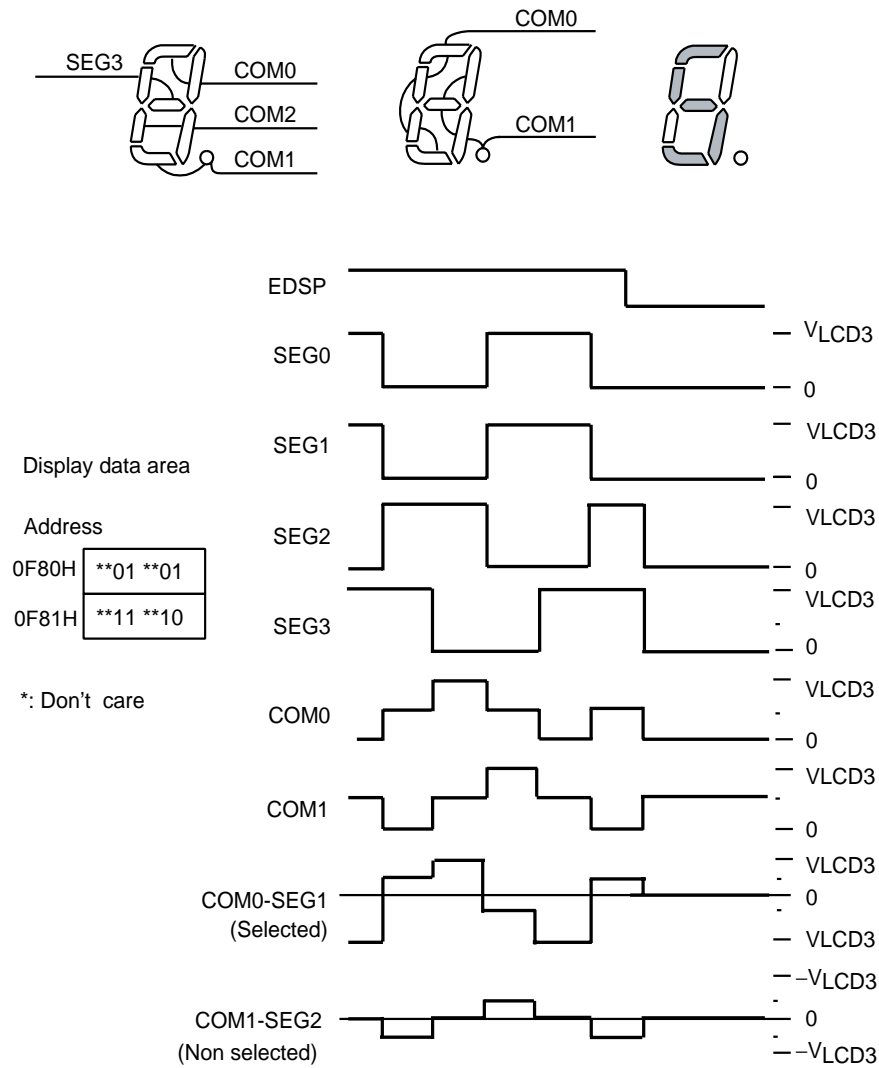 COM0
SEG3
COM0
COM2
COM1
COM1
EDSP
SEG0
VLCD3
0
SEG1
VLCD3
0
Display data area
Address
0F80H **01 **01
0F81H **11 **10
*: Don't care
SEG2
VLCD3
0
SEG3
VLCD3
0
COM0
VLCD3
0
COM1
VLCD3
0
COM0-SEG1
(Selected)
VLCD3
0
VLCD3
COM1-SEG2
(Non selected)
–VLCD3
0
–VLCD3